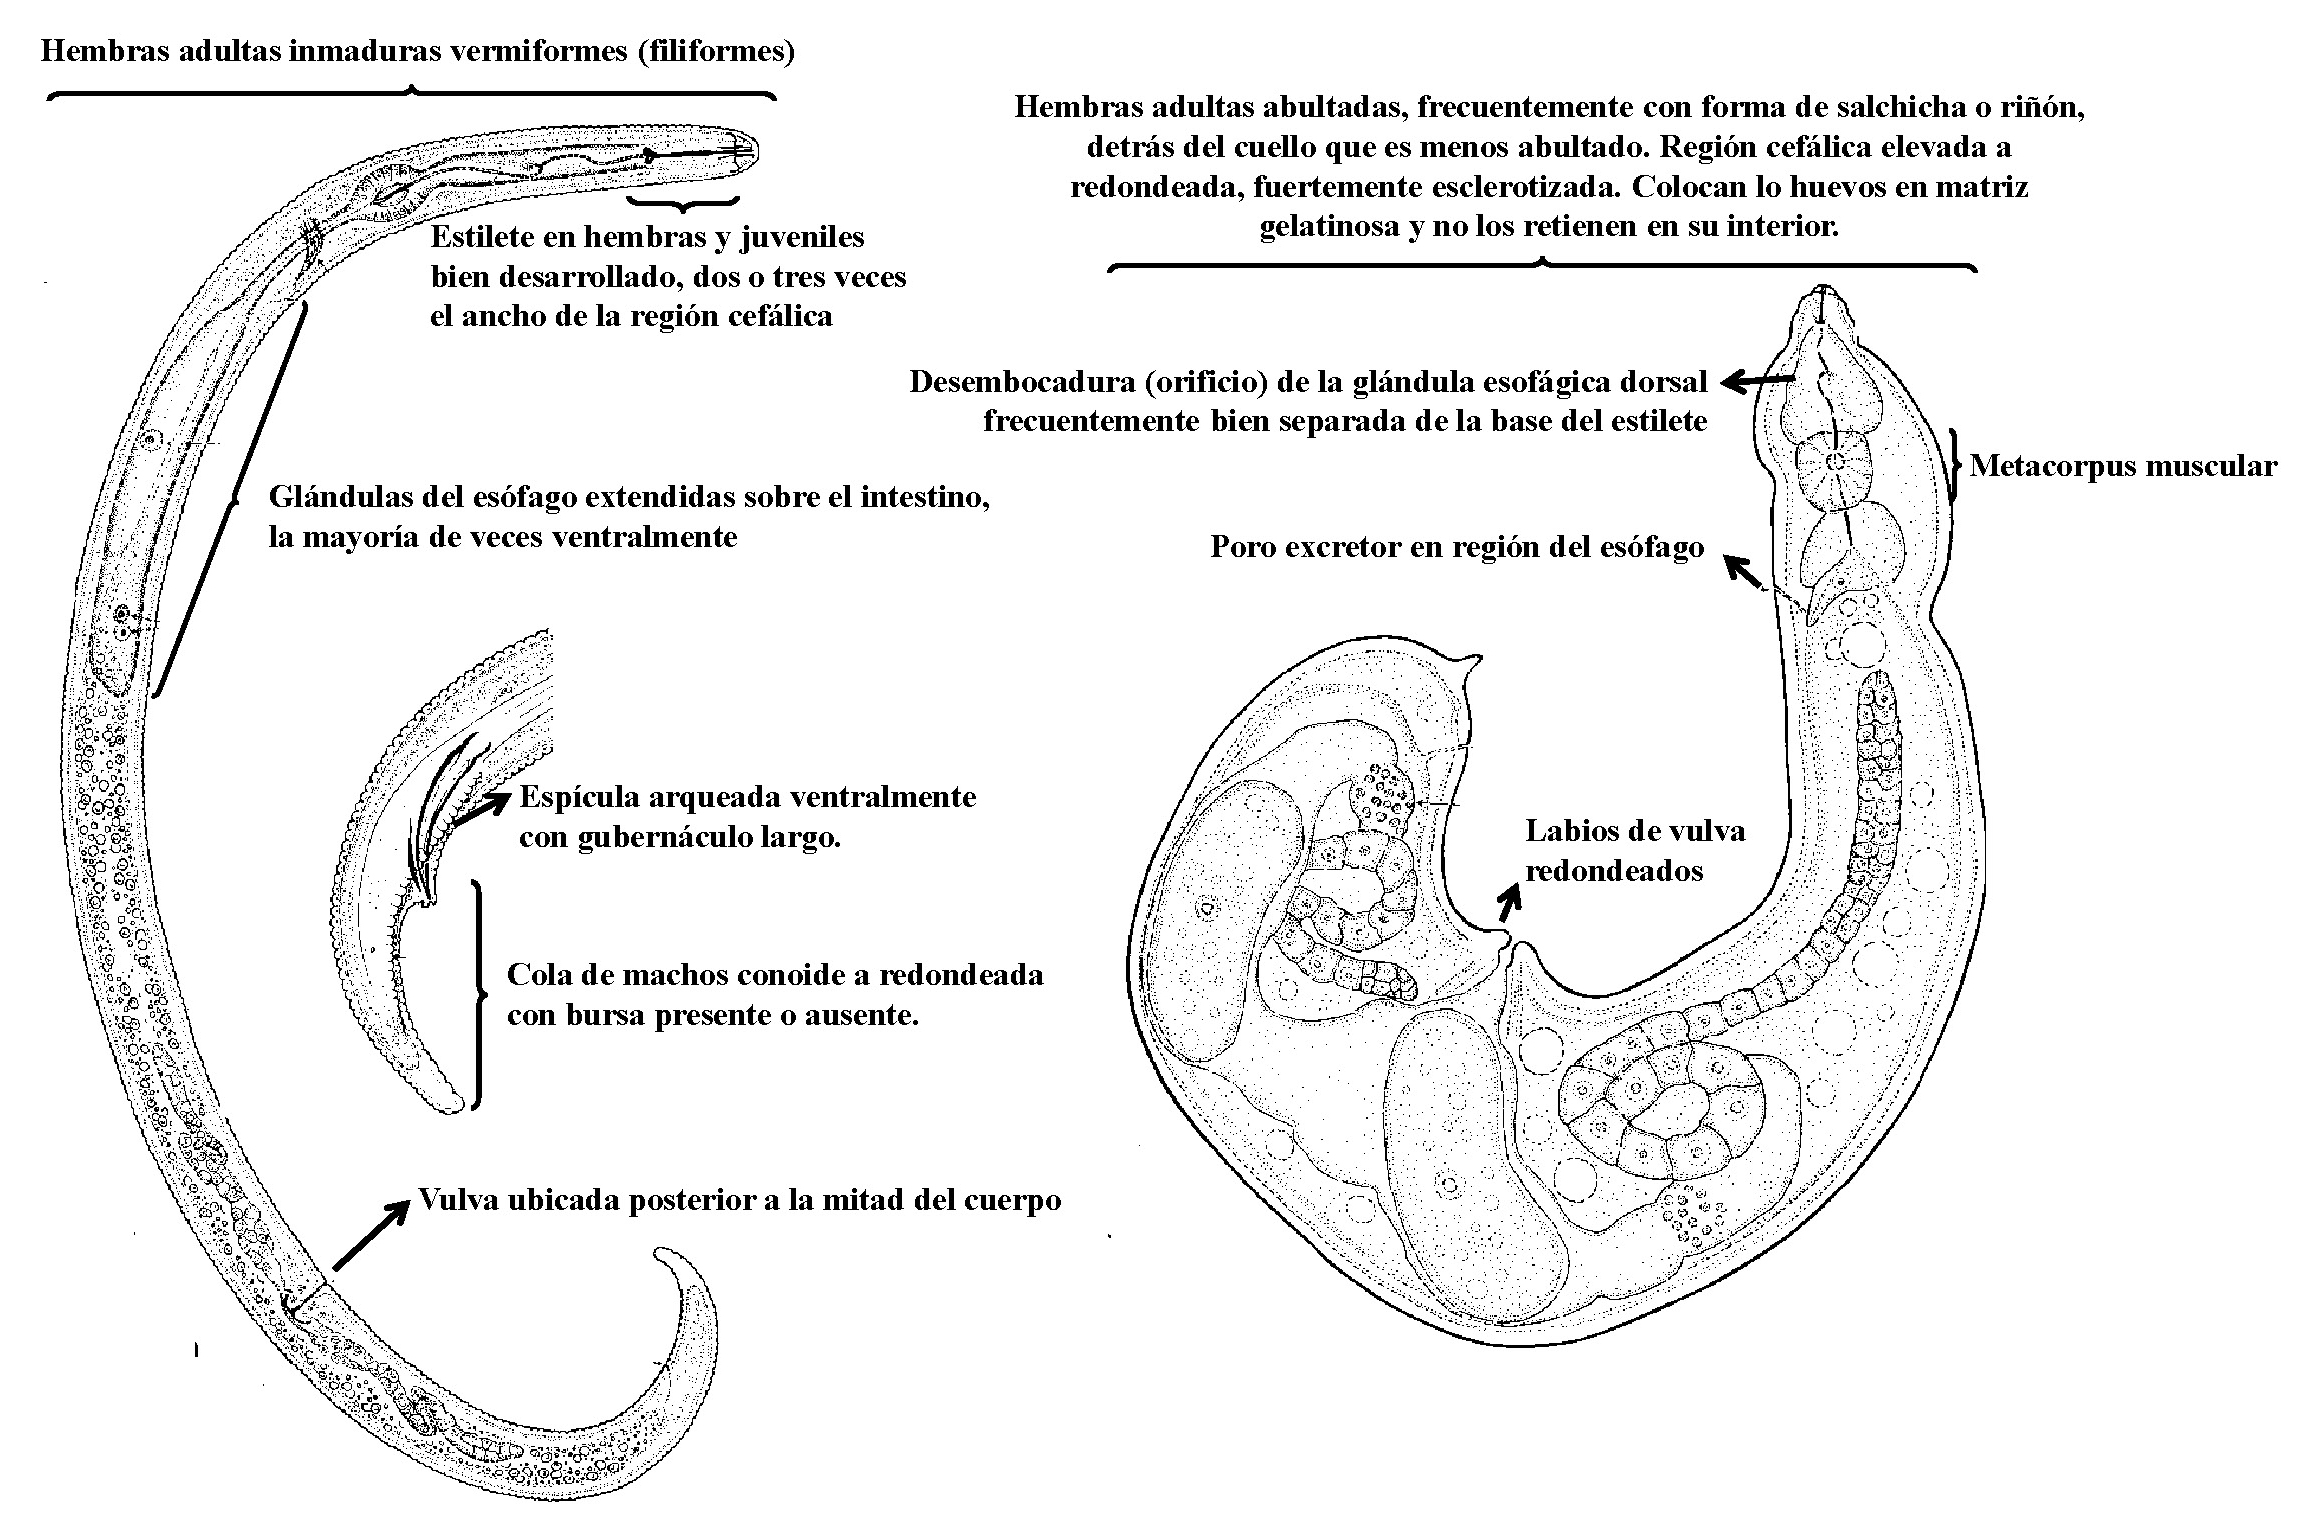 Hembras adultas inmaduras vermiformes (filiformes)
Hembras adultas abultadas, frecuentemente con forma de salchicha o riñón,
detrás del cuello que es menos abultado. Región cefálica elevada a
redondeada, fuertemente esclerotizada. Colocan lo huevos en matriz
gelatinosa y no los retienen en su interior.
Estilete en hembras y juveniles
bien desarrollado, dos o tres veces
el ancho de la región cefálica
Desembocadura (orificio) de la glándula esofágica dorsal
frecuentemente bien separada de la base del estilete
Metacorpus muscular
Glándulas del esófago extendidas sobre el intestino,
la mayoría de veces ventralmente
Poro excretor en región del esófago
Espícula arqueada ventralmente
con gubernáculo largo.
Labios de vulva
redondeados
Cola de machos conoide a redondeada
con bursa presente o ausente.
Vulva ubicada posterior a la mitad del cuerpo